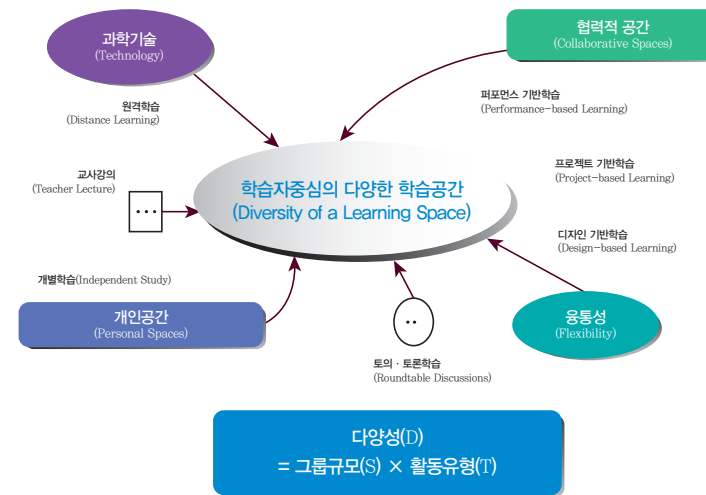 과학기술
(Technology)
협력적 공간
(Collaborative Spaces)
원격학습
(Distance Learning)
퍼포먼스 기반학습
(Performance-based Learning)
교사강의
(Teacher Lecture)
학습자중심의 다양한 학습공간
(Diversity of a Learning Space)
프로젝트 기반학습
(Project-based Learning)
디자인 기반학습
(Design-based Learning)
개별학습(Independent Study)
개인공간
(Personal Spaces)
융통성
(Flexibility)
토의 · 토론학습
(Roundtable Discussions)
다양성(D)
= 그룹규모(S) × 활동유형(T)